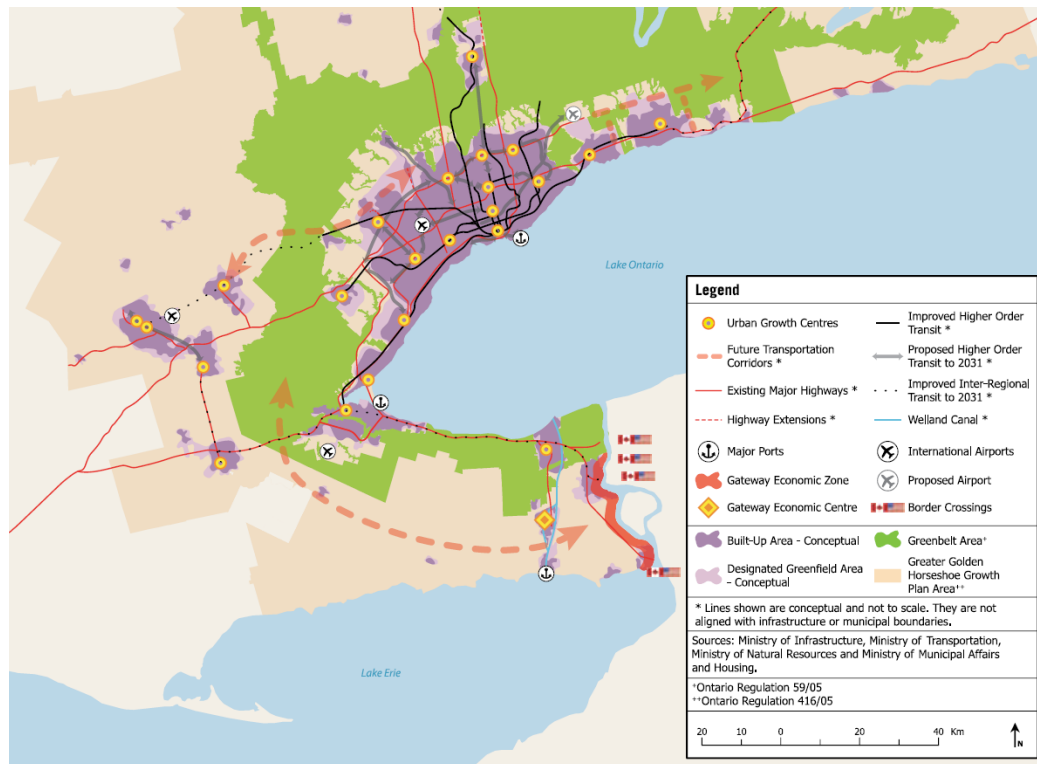 Lake Ontario
Lake Erie
Legend
Urban Growth Centres
Future Transportation
Corridors *
Existing Major Highways *
Highway Extensions *
Major Ports
Gateway Economic Zone
Gateway Economic Centre
Improved Higher Order
Transit *
Proposed Higher Order
Transit to 2031 *
Improved Inter-Regional
Transit to 2031 *
Welland Canal *
International Airports
Proposed Airport
Border Crossings
Built-Up Area - Conceptual
Designated Greenfield Area
- Conceptual
Greenbelt Area⁺
Greater Golden
Horseshoe Growth
Plan Area⁺⁺
* Lines shown are conceptual and not to scale. They are not
aligned with infrastructure or municipal boundaries.
Sources: Ministry of Infrastructure, Ministry of Transportation,
Ministry of Natural Resources and Ministry of Municipal Affairs
and Housing.
⁺Ontario Regulation 59/05
⁺⁺Ontario Regulation 416/05
20 10 0 20 40 Km
N